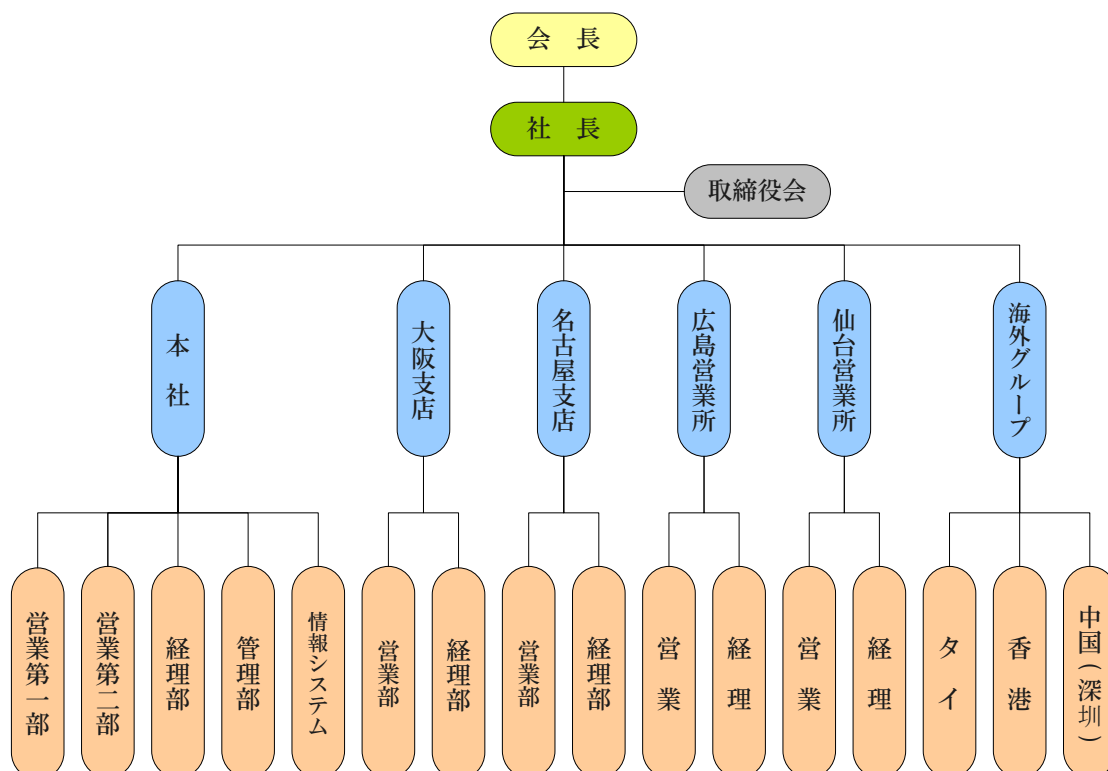 会　長
社　長
取締役会
本社
大阪支店
名古屋支店
広島営業所
仙台営業所
海外グループ
営業第一部
営業第二部
経理部
管理部
情報システム
営業部
経理部
営業部
経理部
営業
経理
営業
経理
タイ
香港
中国(深圳)